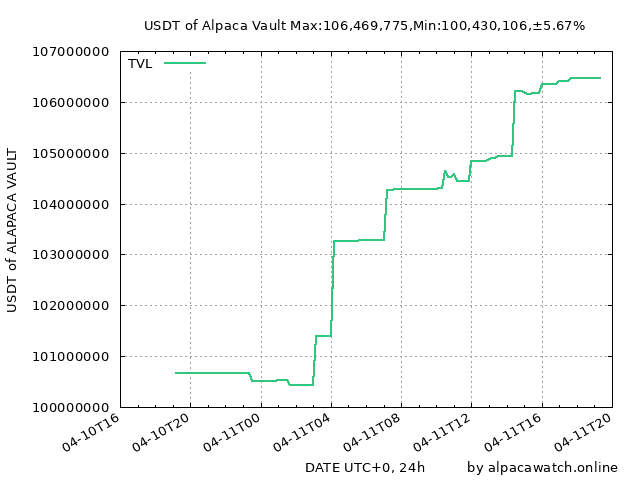 USDT of Alpaca Vault Max:106,469,775,Min:100,430,106,±5.67%
TVL
USDT of ALAPACA VAULT
107000000
106000000
105000000
104000000
103000000
102000000
101000000
100000000
04-10T16
04-10T20
04-11T00
04-11T04
04-11T08
04-11T12
04-11T16
04-11T20
DATE UTC+0, 24h
by alpacawatch.online